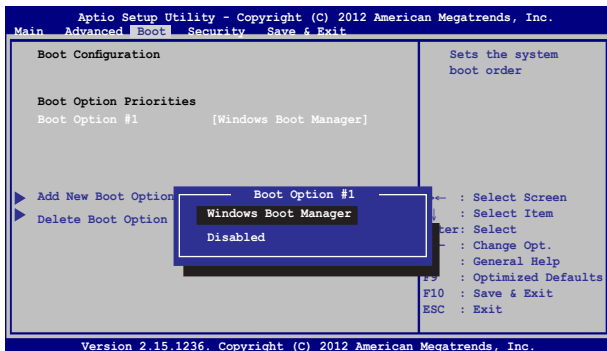 Aptio Setup Utility - Copyright (C) 2012 American Megatrends, Inc.
Main Advanced Boot Security Save & Exit
Boot Configuration
Boot Option Priorities
Boot Option #1 [Windows Boot Manager]
Add New Boot Option
Delete Boot Option
Boot Option #1
Windows Boot Manager
Disabled
Sets the system
boot order
: Select Screen
: Select Item
: Select
: Change Opt.
: General Help
F9 : Optimized Defaults
F10 : Save & Exit
ESC : Exit
Version 2.15.1236. Copyright (C) 2012 American Megatrends, Inc.